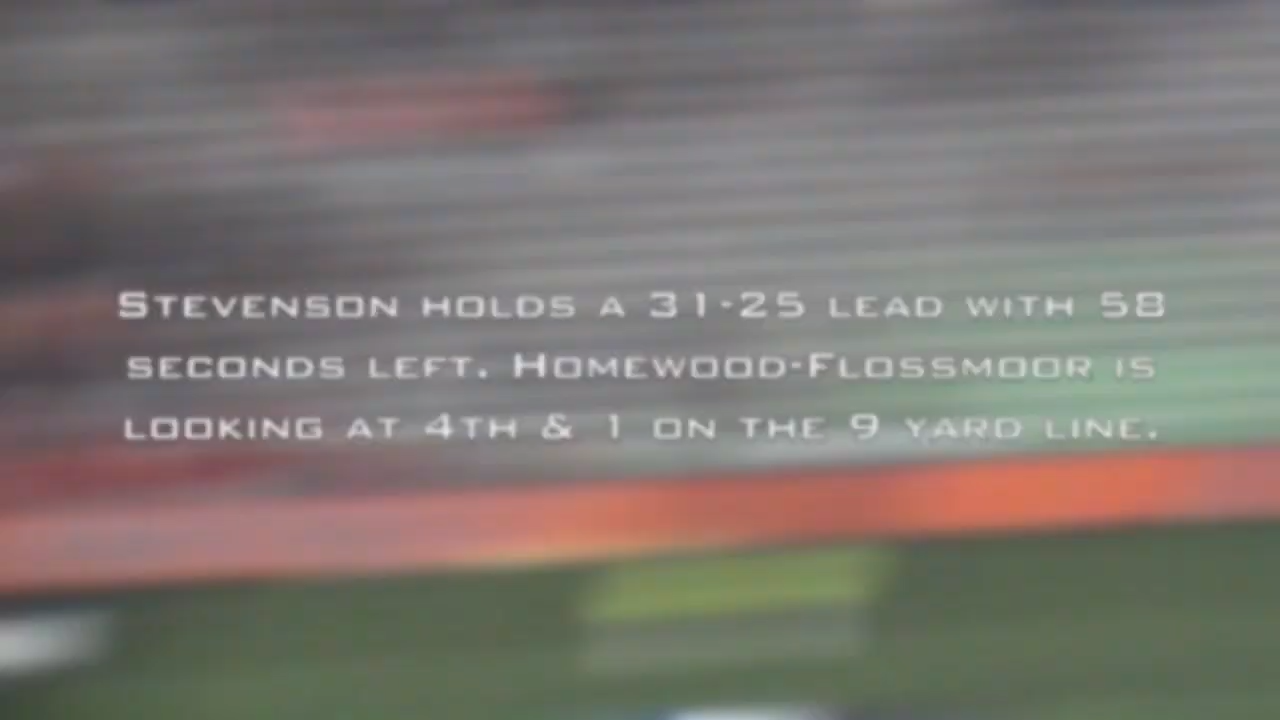 Stevenson holds a 31-25 lead with 58
seconds left. Homewood-Flossmoor is
looking at 4th & 1 on the 9 yard line.